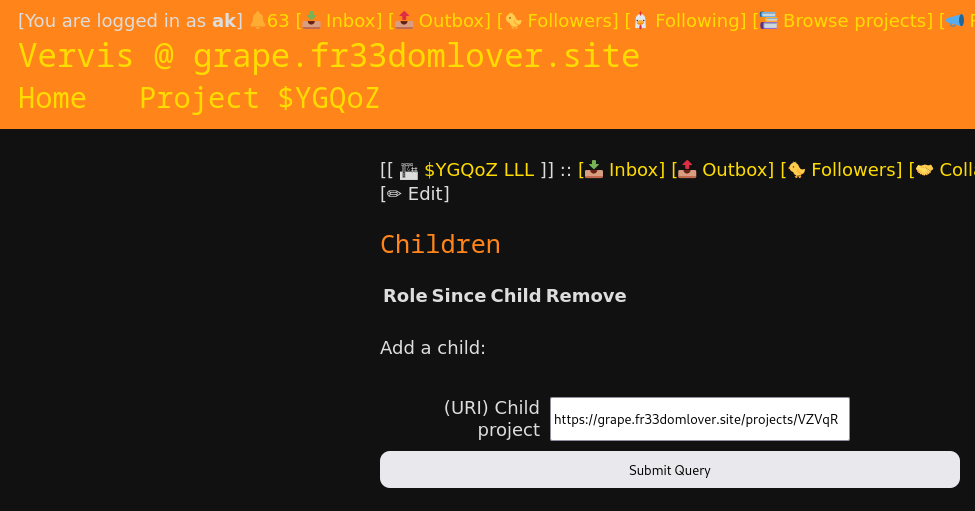 [You are logged in as ak] 🔔63 [📥 Inbox] [📤 Outbox] [🐤 Followers] [🐔 Following] [📚 Browse projects] [📣
Vervis @ grape.fr33domlover.site
Home Project $YGQoZ
[[ 🏗 $YGQoZ LLL ]] :: [📥 Inbox] [📤 Outbox] [🐤 Followers] [🤝
[✏ Edit]
Children
Role Since Child Remove
Add a child:
(URI) Child
project
https://grape.fr33domlover.site/projects/VZVqR
Submit Query